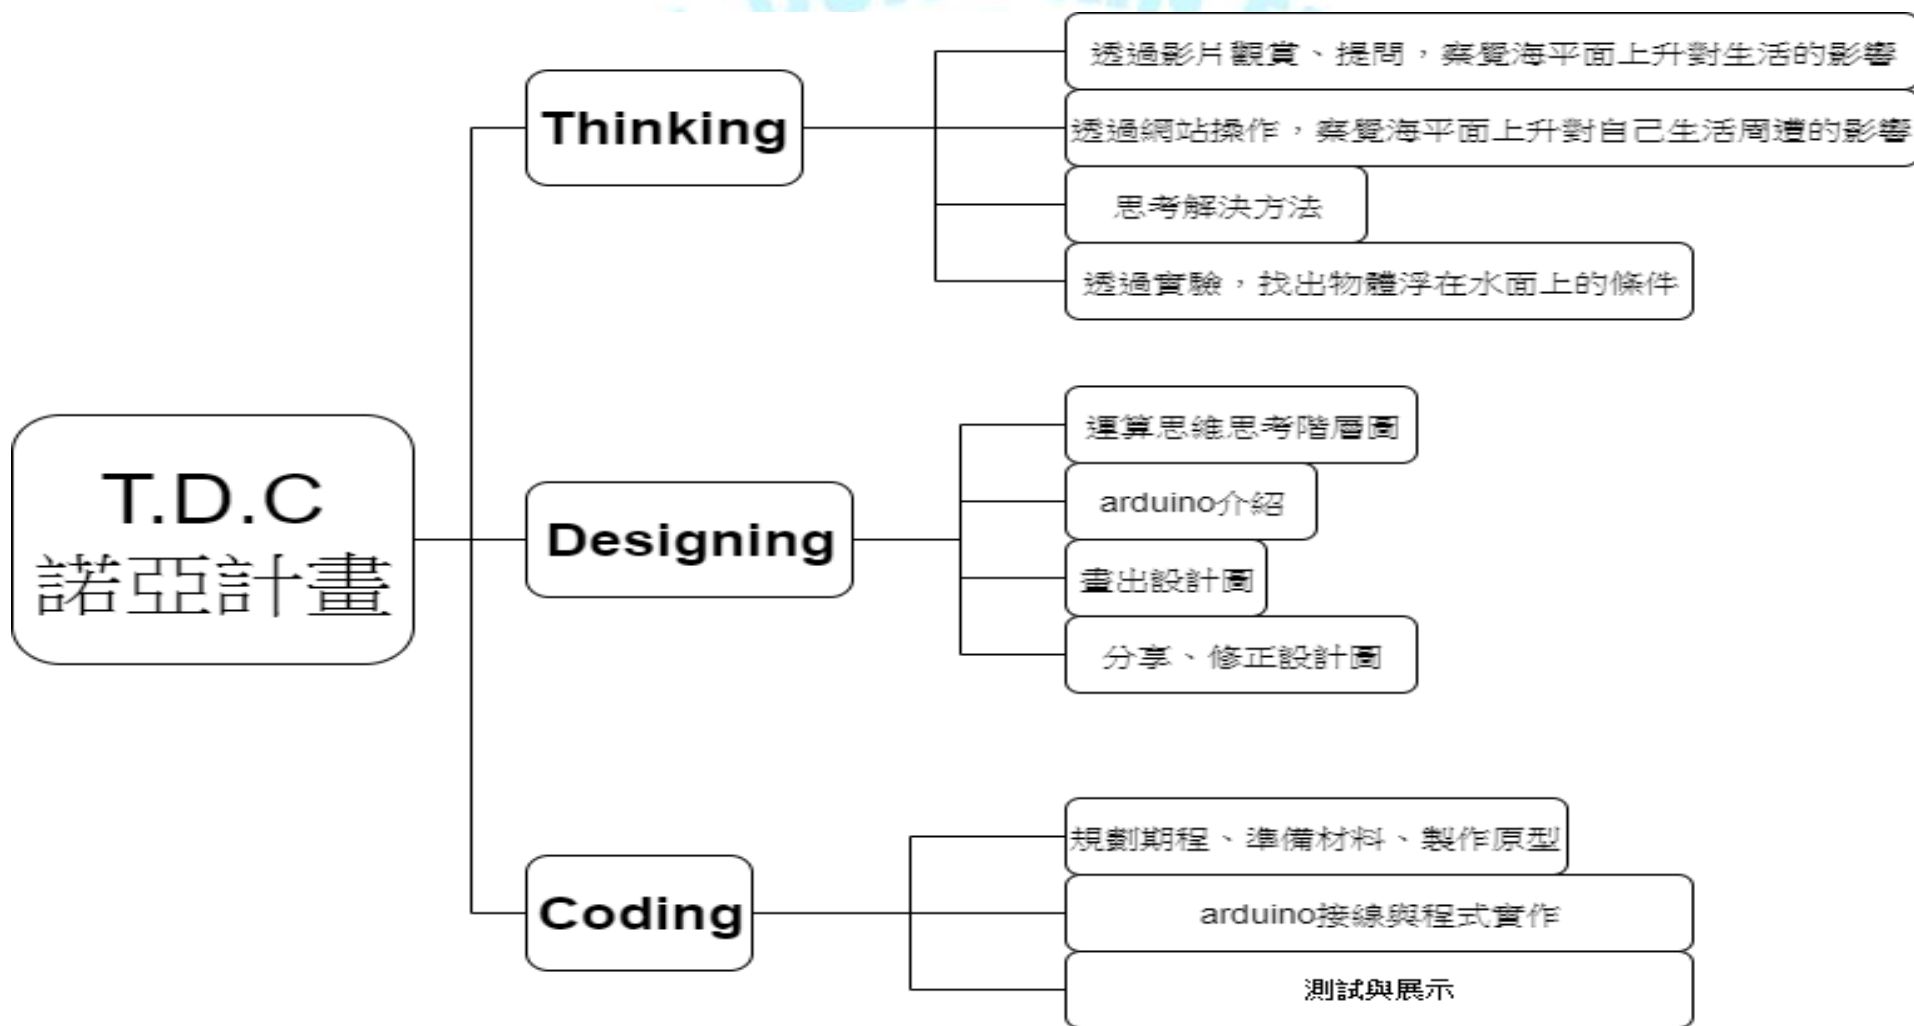 T.D.C
諾亞計畫
Thinking
透過影片觀賞、提問，察覺海平面上升對生活的影響
透過網站操作，察覺海平面上升對自己生活周遭的影響
思考解決方法
透過實驗，找出物體浮在水面上的條件
Designing
運算思維思考階層圖
arduino介紹
畫出設計圖
分享、修正設計圖
Coding
規劃期程、準備材料、製作原型
arduino接線與程式實作
測試與展示